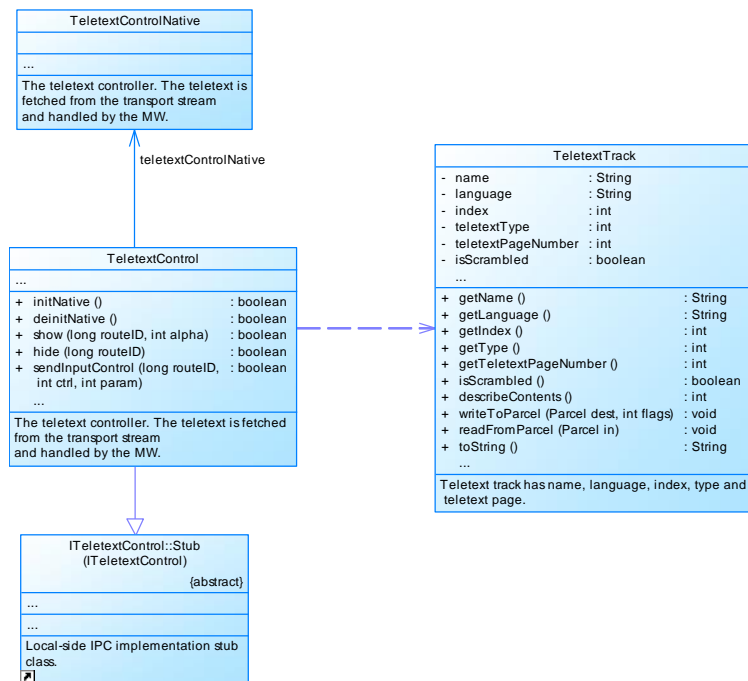 TeletextControlNative
...
The teletext controller. The teletext is
fetched from the transport stream
and handled by the MW.
teletextControlNative
TeletextControl
...
+ initNative () : boolean
+ deinitNative () : boolean
+ show (long routeID, int alpha) : boolean
+ hide (long routeID) : boolean
+ sendInputControl (long routeID, : boolean
int ctrl, int param)
...
The teletext controller. The teletext is fetched
from the transport stream
and handled by the MW.
ITeletextControl::Stub
(ITeletextControl)
{abstract}
...
...
Local-side IPC implementation stub
class.
TeletextTrack
- name : String
- language : String
- index : int
- teletextType : int
- teletextPageNumber : int
- isScrambled : boolean
...
+ getName () : String
+ getLanguage () : String
+ getIndex () : int
+ getType () : int
+ getTeletextPageNumber () : int
+ isScrambled () : boolean
+ describeContents () : int
+ writeToParcel (Parcel dest, int flags) : void
+ readFromParcel (Parcel in) : void
+ toString () : String
...
Teletext track has name, language, index, type and
teletext page.